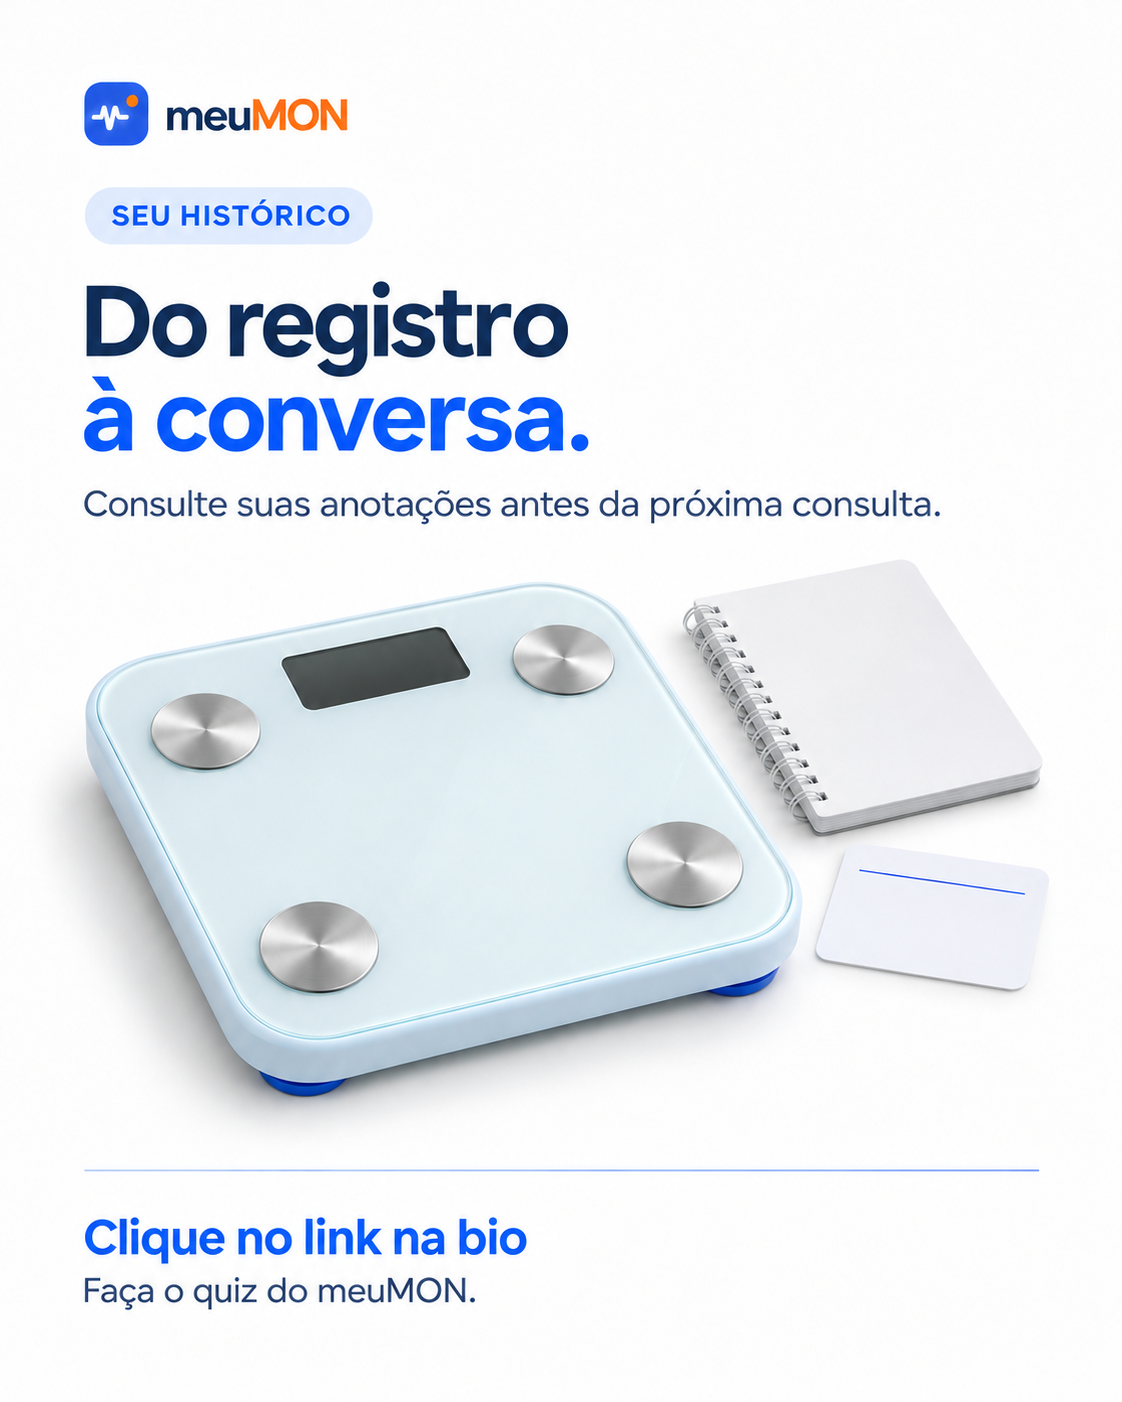 meuMON
SEU HISTÓRICO
Do registro
à conversa.
Consulte suas anotações antes da próxima consulta.
Clique no link na bio
Faça o quiz do meuMON.